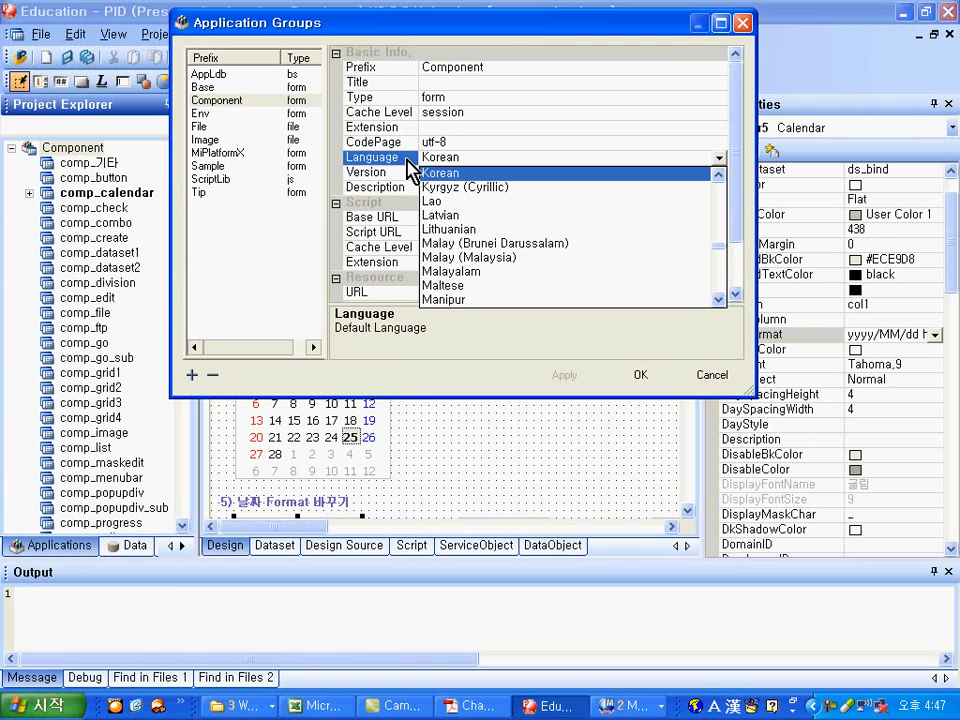 Education - PID (Pres
Application Groups
File Edit View Proje
Project Explorer
Component
comp_기타
comp_button
comp_calendar
comp_check
comp_combo
comp_create
comp_dataset1
comp_dataset2
comp_division
comp_edit
comp_file
comp_ftp
comp_go
comp_go_sub
comp_grid1
comp_grid2
comp_grid3
comp_grid4
comp_image
comp_list
comp_maskedit
comp_menubar
comp_popupdiv
comp_popupdiv_sub
comp_progress
Applications Data
Prefix Type
AppLdb bs
Base form
Component form
Env form
File file
Image file
MiPlatformX form
Sample form
ScriptLib js
Tip form
Basic Info.
Prefix Component
Title
Type form
Cache Level session
Extension
CodePage utf-8
Language Korean
Version
Description
Script
Base URL
Script URL
Cache Level
Extension
Resource
URL
Korean
Kyrgyz (Cyrillic)
Lao
Latvian
Lithuanian
Malay (Brunei Darussalam)
Malay (Malaysia)
Malayalam
Maltese
Manipur
Language
Default Language
Apply OK Cancel
6 7 8 9 10 11 12
13 14 15 16 17 18 19
20 21 22 23 24 25 26
27 28 1 2 3 4 5
6 7 8 9 10 11 12
5) 날짜 Format 바꾸기
Design Dataset Design Source Script ServiceObject DataObject
ties
r5 Calendar
ataset ds_bind
or
Flat
User Color 1
438
Margin 0
dBkColor #ECE9D8
dTextColor black
n col1
olumn
rmat yyyy/MM/dd h
Color
nt Tahoma,9
ect Normal
DaySpacingHeight 4
DaySpacingWidth 4
DayStyle
Description
DisableBkColor
DisableColor
DisplayFontName 굴림
DisplayFontSize 9
DisplayMaskChar _
DkShadowColor
DomainID
Output
1
Message Debug Find in Files 1 Find in Files 2
시작 3 W... Micr... Cam... Cha... Edu... 2 M... A 漢 오후 4:47